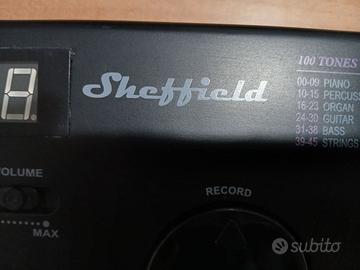 Sheffield
100 TONES
00-09 PIANO
10-15 PERCUSS
16-23 ORGAN
24-30 GUITAR
31-38 BASS
39-45 STRINGS
VOLUME
MAX
RECORD
subito